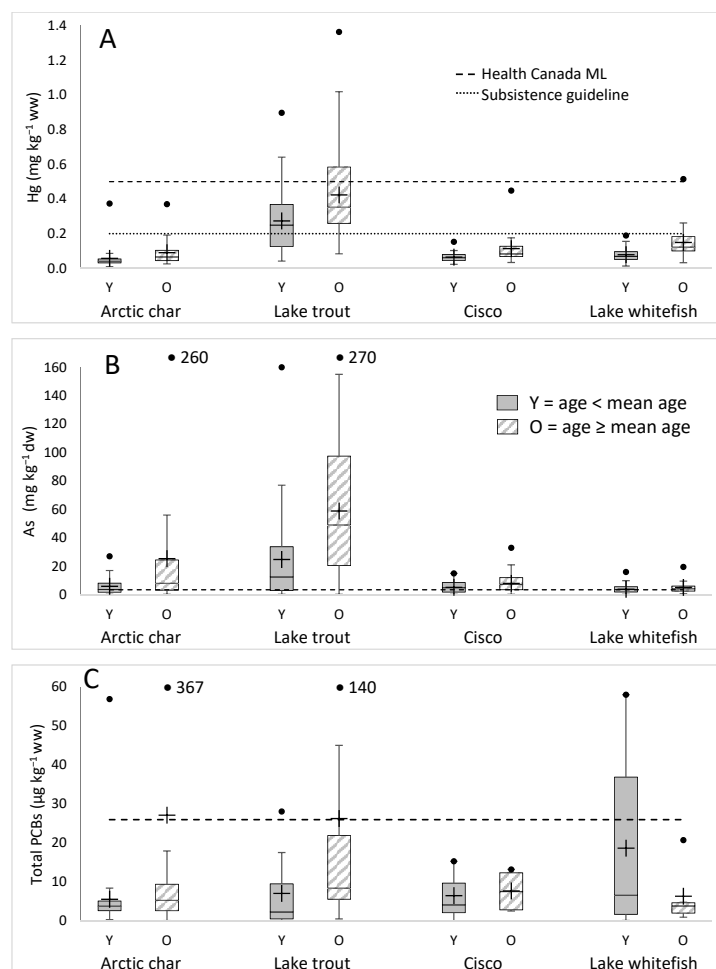 A
1.4
1.2
1.0
0.8
0.6
0.4
0.2
0.0
Hg (mg kg⁻¹ ww)
Health Canada ML
Subsistence guideline
Y O Y O Y O Y O
Arctic char Lake trout Cisco Lake whitefish
B
260 270
160
140
120
100
80
60
40
20
0
As (mg kg⁻¹ dw)
Y = age < mean age
O = age ≥ mean age
Y O Y O Y O Y O
Arctic char Lake trout Cisco Lake whitefish
C
367 140
60
50
40
30
20
10
0
Total PCBs (µg kg⁻¹ ww)
Y O Y O Y O Y O
Arctic char Lake trout Cisco Lake whitefish